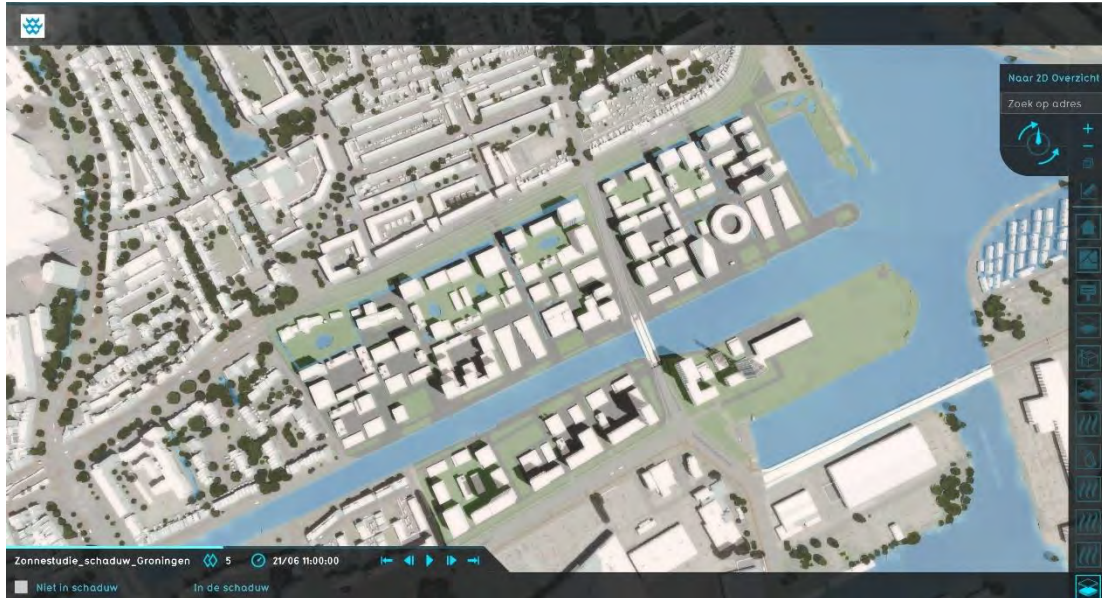 Naar 2D Overzicht
Zoek op adres
Zonnestudie_schaduw_Groningen 5 21/06 11:00:00
Niet in schaduw In de schaduw